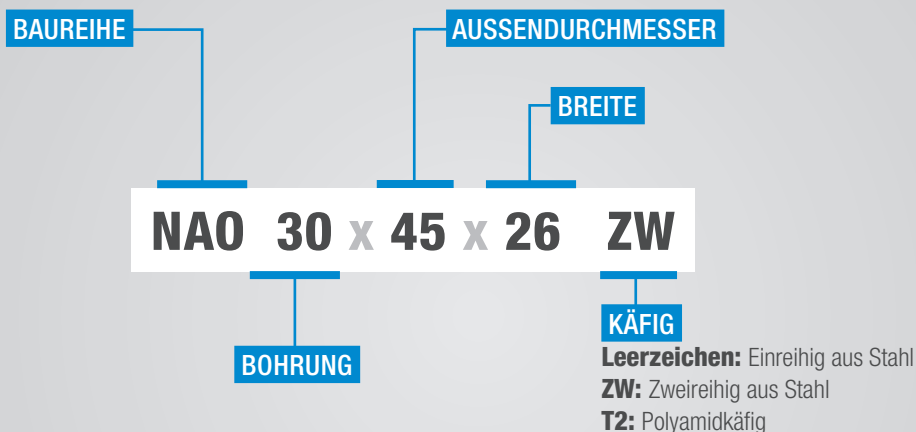 BAUREIHE
AUSSENDURCHMESSER
BREITE
NAO 30 x 45 x 26 ZW
BOHRUNG
KÄFIG
Leerzeichen: Einreihig aus Stahl
ZW: Zweireihig aus Stahl
T2: Polyamidkäfig